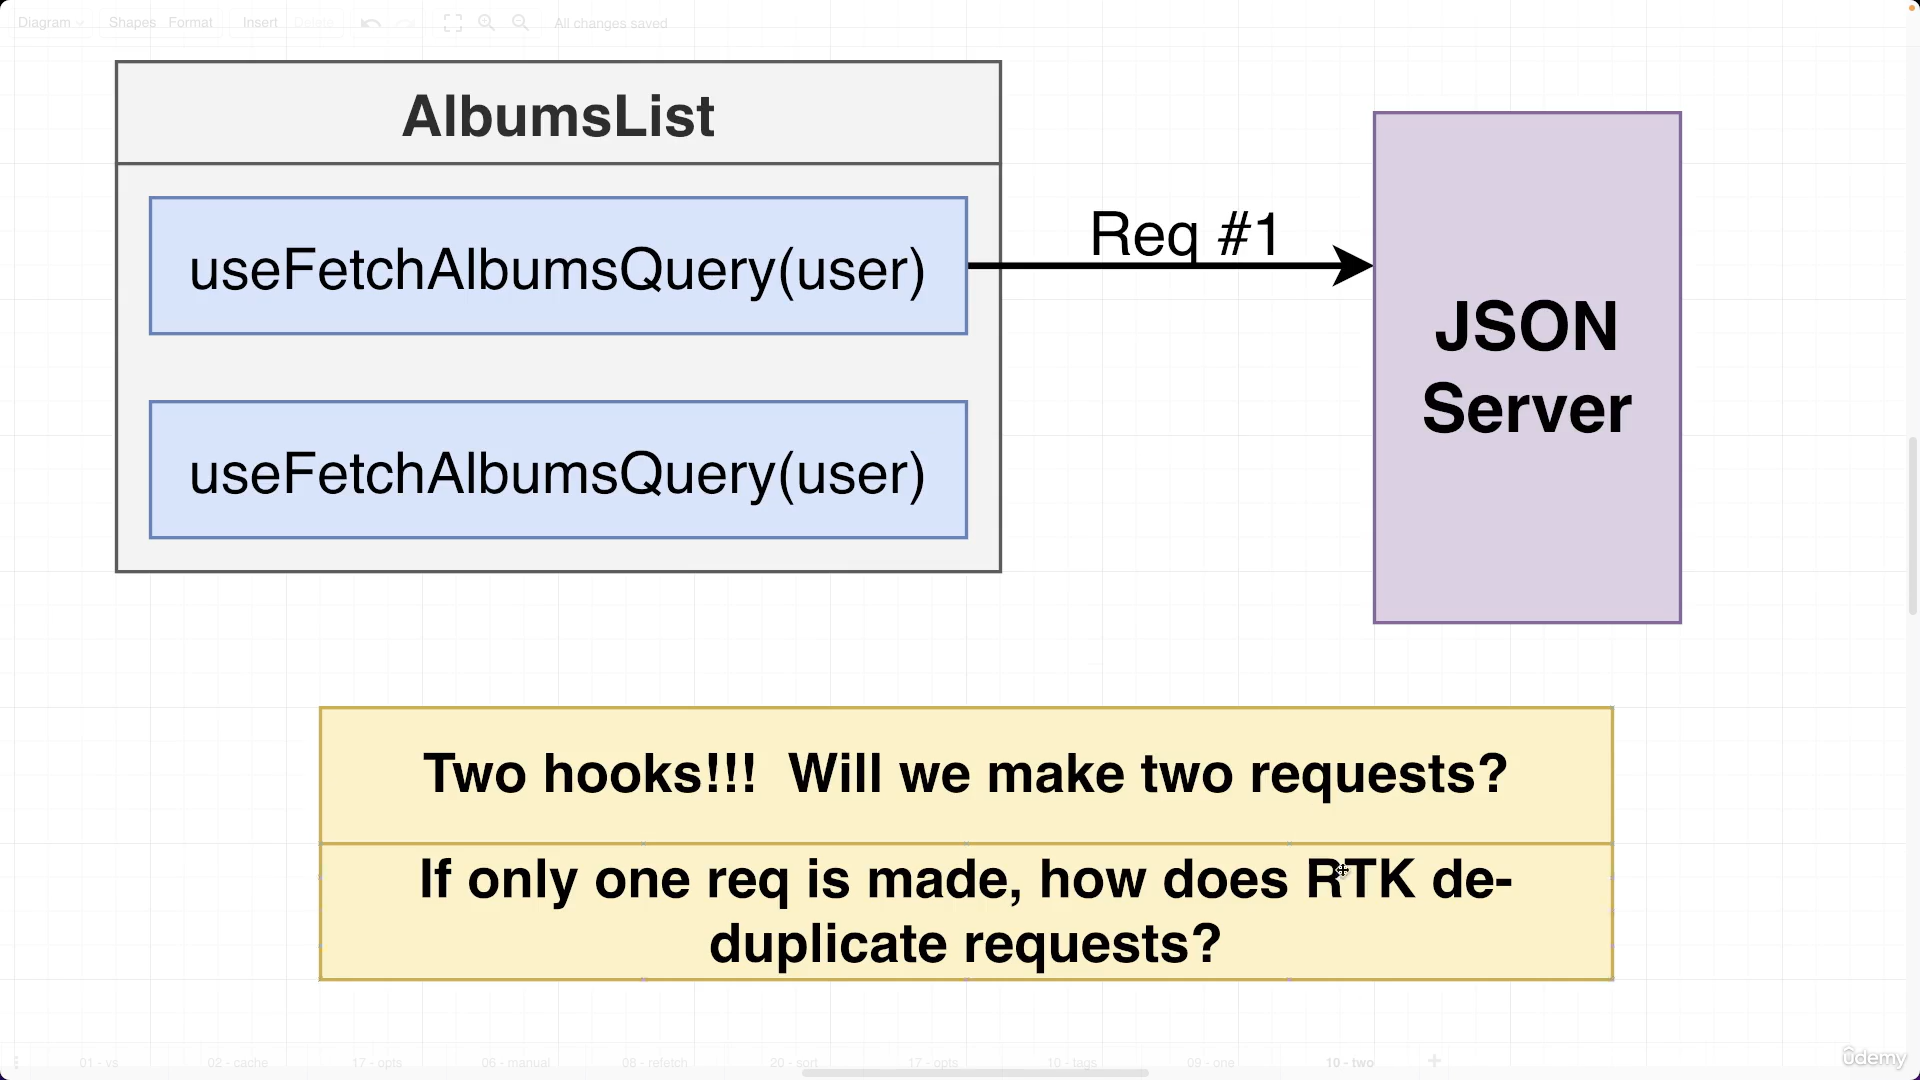 Diagram Shapes Format Insert Delete All changes saved
AlbumsList
useFetchAlbumsQuery(user)
Req #1
JSON
Server
useFetchAlbumsQuery(user)
Two hooks!!!  Will we make two requests?
If only one req is made, how does RTK de-
duplicate requests?
01 - vs 02 - cache 17 - opts 06 - manual 08 - refetch 20 - sort 17 - opts 10 - tags 09 - one 10 - two
ûdemy